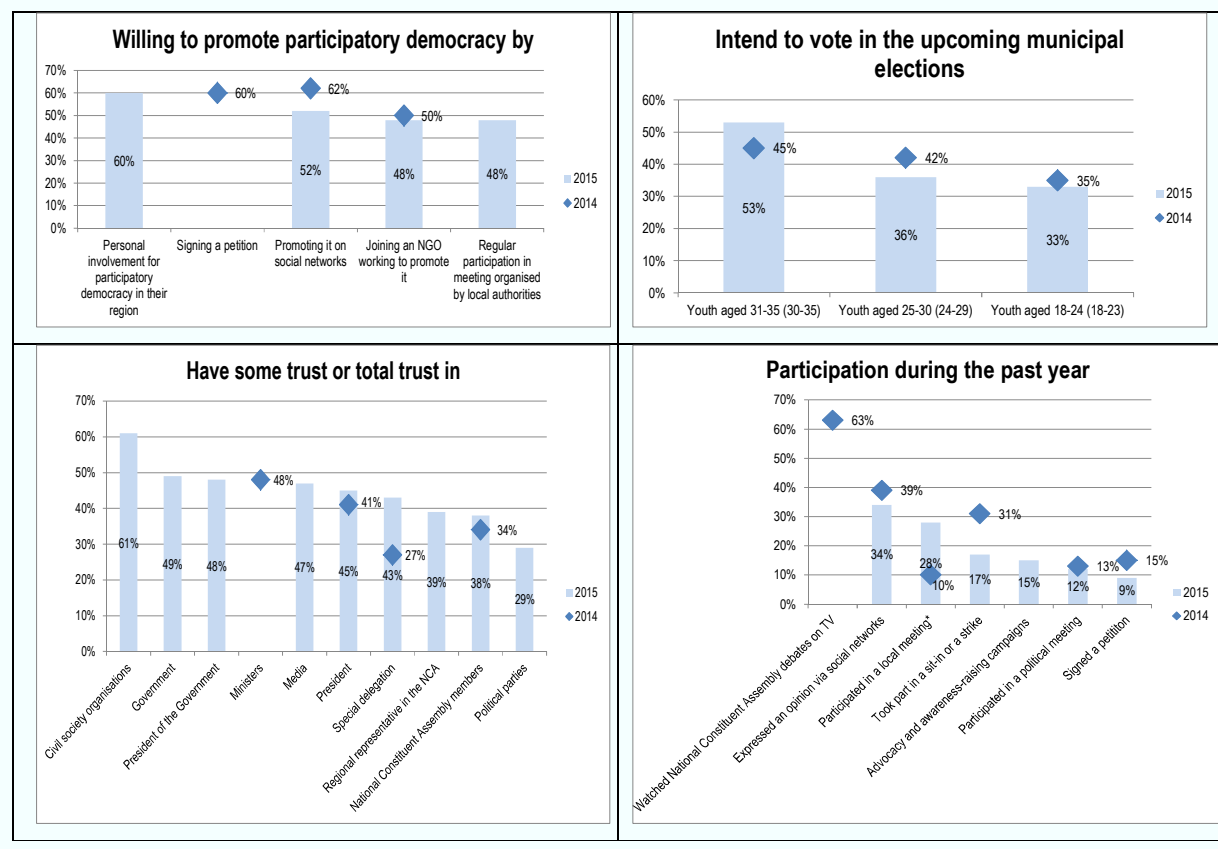 Willing to promote participatory democracy by
70%
60%
50%
40%
30%
20%
10%
0%
60%
60%
62%
52%
50%
48%
48%
2015
2014
Personal
involvement for
participatory
democracy in their
region
Signing a petition
Promoting it on
social networks
Joining an NGO
working to promote
it
Regular
participation in
meeting organised
by local authorities
Intend to vote in the upcoming municipal
elections
60%
50%
40%
30%
20%
10%
0%
45%
53%
42%
36%
35%
33%
2015
2014
Youth aged 31-35 (30-35)
Youth aged 25-30 (24-29)
Youth aged 18-24 (18-23)
Have some trust or total trust in
70%
60%
50%
40%
30%
20%
10%
0%
61%
49%
48%
48%
47%
41%
45%
27%
43%
39%
34%
38%
29%
2015
2014
Civil society organisations
Government
President of the Government
Ministers
Media
President
Special delegation
Regional representative in the NCA
National Constituent Assembly members
Political parties
Participation during the past year
70%
60%
50%
40%
30%
20%
10%
0%
63%
39%
34%
28%
10%
31%
17%
15%
13%
12%
15%
9%
2015
2014
Watched National Constituent Assembly debates on TV
Expressed an opinion via social networks
Participated in a local meeting*
Took part in a sit-in or a strike
Advocacy and awareness-raising campaigns
Participated in a political meeting
Signed a petititon